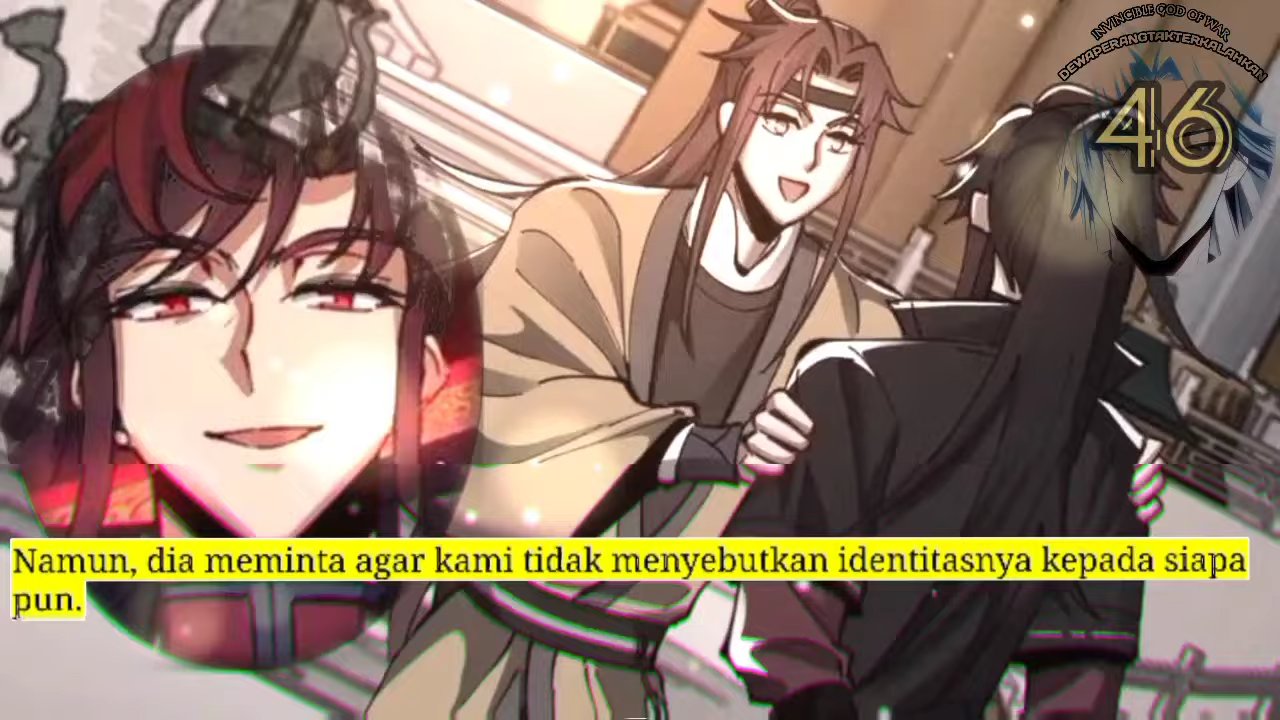 INVINCIBLE GOD OF WAR
DEWAPERANGTAKTERKALAHKAN
46
Namun, dia meminta agar kami tidak menyebutkan identitasnya kepada siapa
pun.